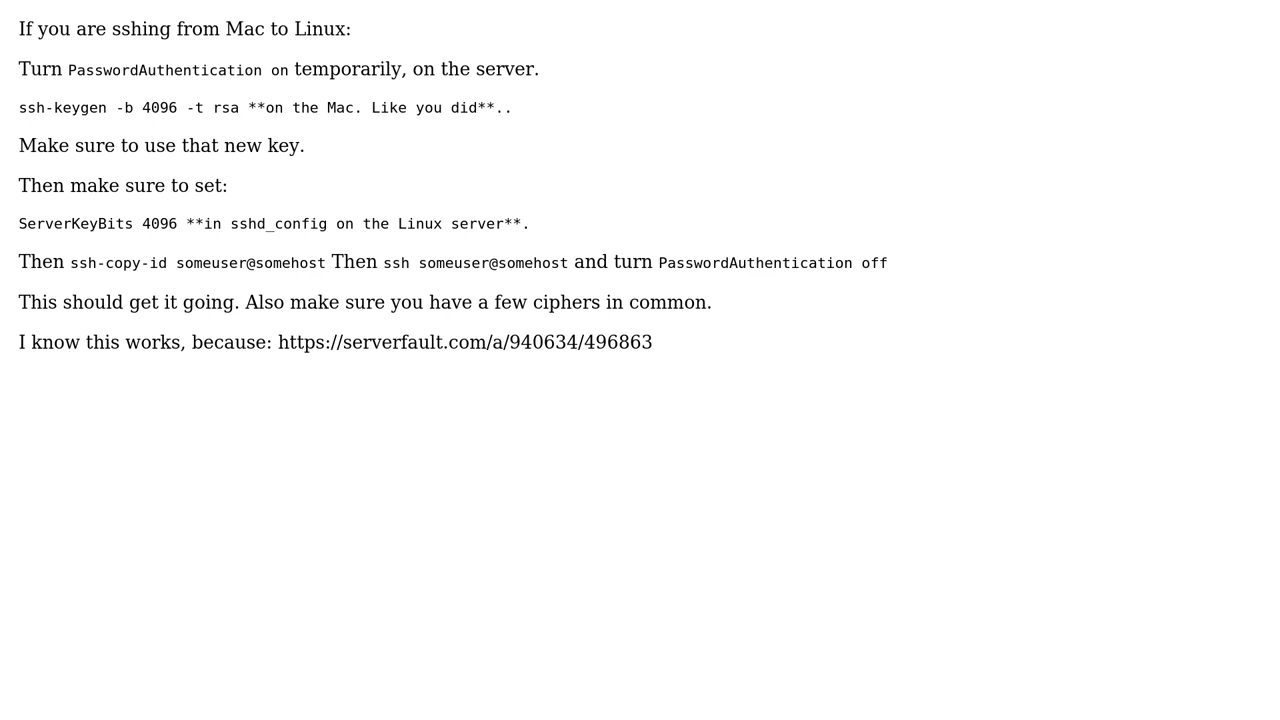 If you are sshing from Mac to Linux:
Turn PasswordAuthentication on temporarily, on the server.
ssh-keygen -b 4096 -t rsa **on the Mac. Like you did**..
Make sure to use that new key.
Then make sure to set:
ServerKeyBits 4096 **in sshd_config on the Linux server**.
Then ssh-copy-id someuser@somehost Then ssh someuser@somehost and turn PasswordAuthentication off
This should get it going. Also make sure you have a few ciphers in common.
I know this works, because: https://serverfault.com/a/940634/496863